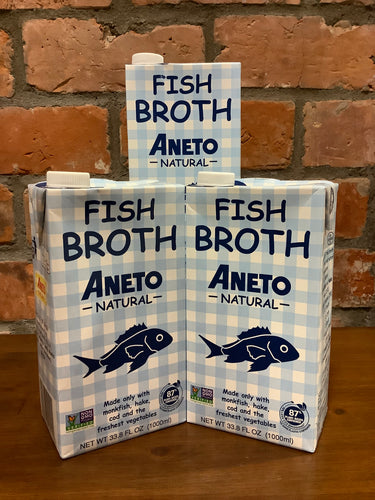 FISH
BROTH
ANETO
NATURAL
FISH
BROTH
ANETO
NATURAL
Made only with
monkfish, hake,
cod and the
freshest vegetables
87
NET WT 33.8 FL OZ (1000ml)
FISH
BROTH
ANETO
NATURAL
Made only with
monkfish, hake,
cod and the
freshest vegetables
87
NET WT 33.8 FL OZ (1000ml)